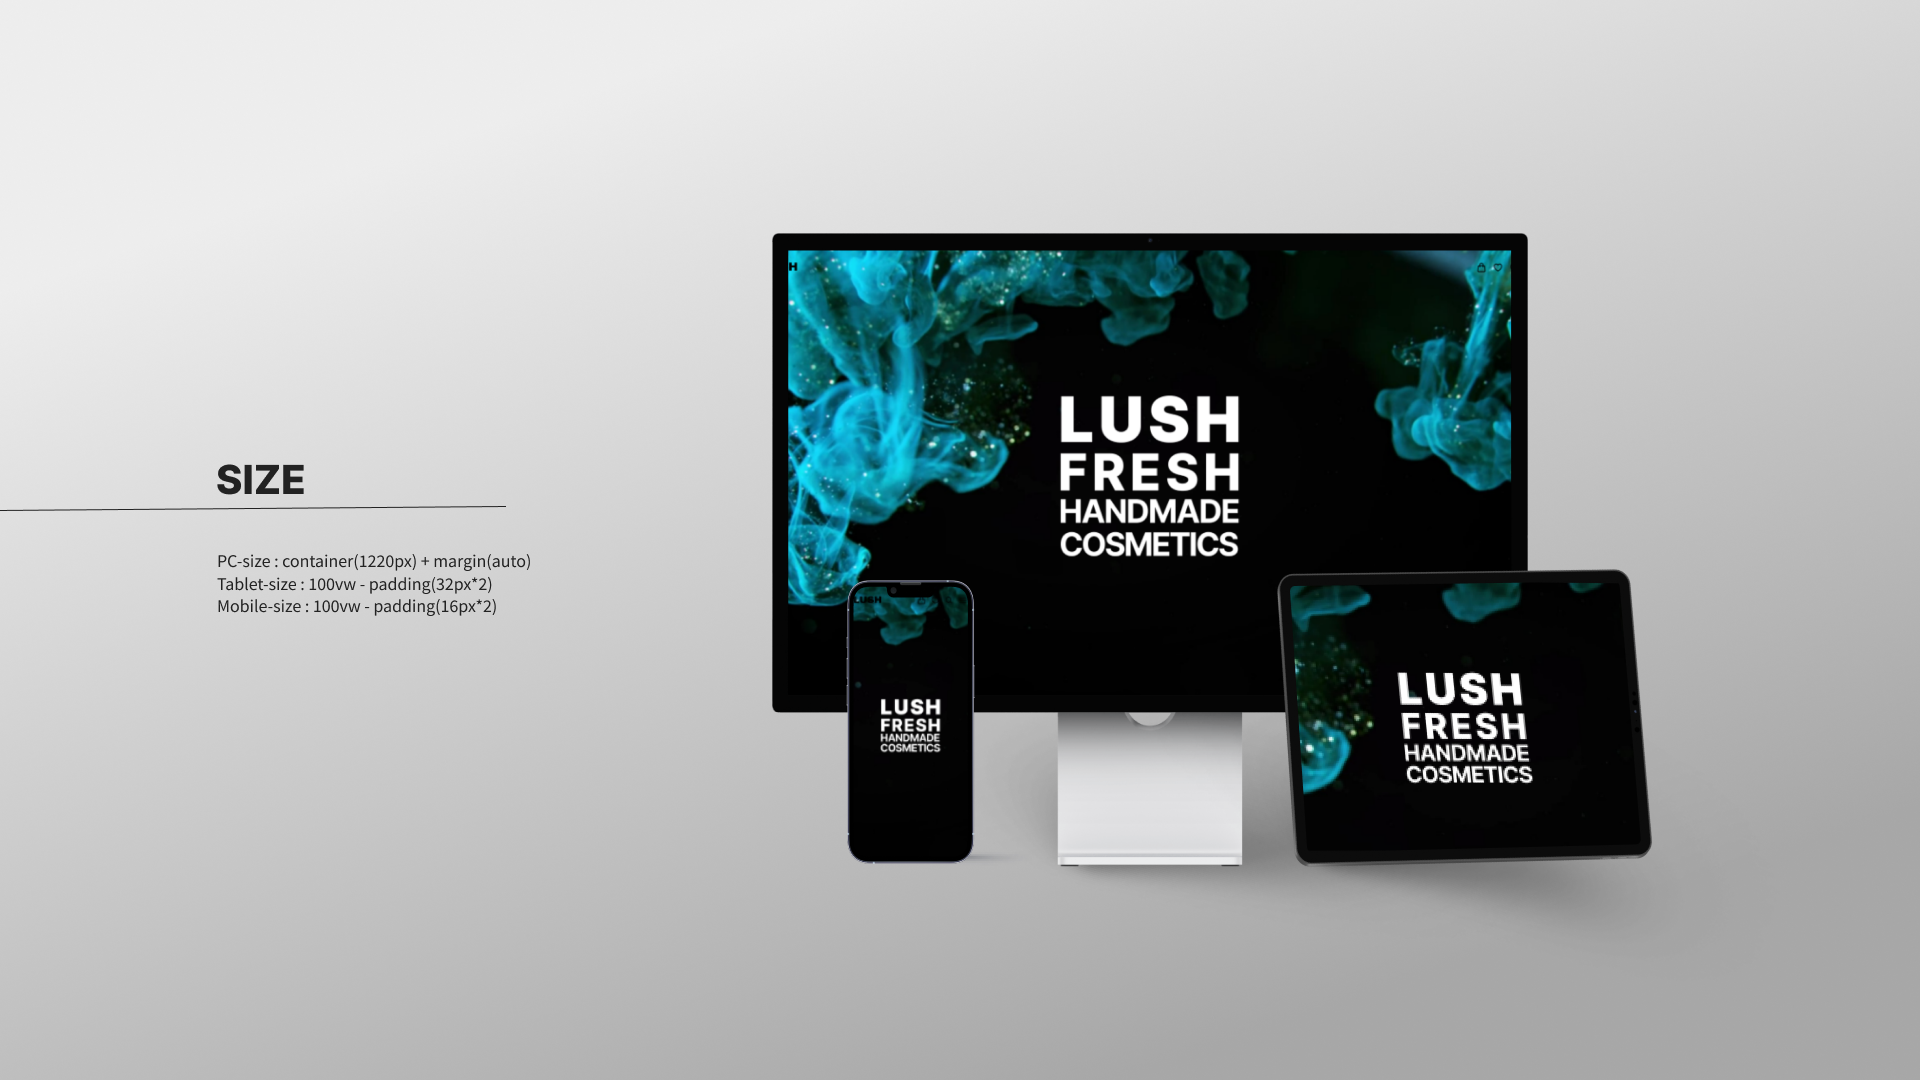 SIZE
PC-size : container(1220px) + margin(auto)
Tablet-size : 100vw - padding(32px*2)
Mobile-size : 100vw - padding(16px*2)
H
LUSH
FRESH
HANDMADE
COSMETICS
LUSH
LUSH
FRESH
HANDMADE
COSMETICS
LUSH
FRESH
HANDMADE
COSMETICS